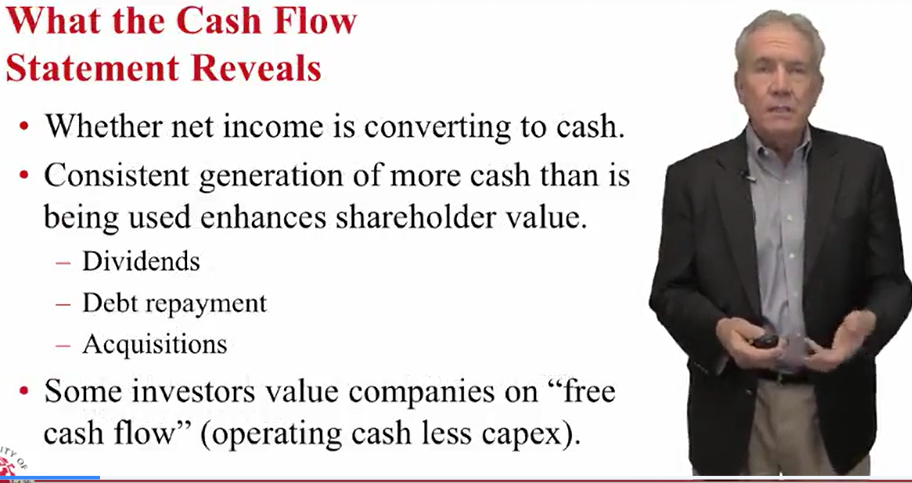 What the Cash Flow
Statement Reveals
• Whether net income is converting to cash.
• Consistent generation of more cash than is
being used enhances shareholder value.
– Dividends
– Debt repayment
– Acquisitions
• Some investors value companies on “free
cash flow” (operating cash less capex).